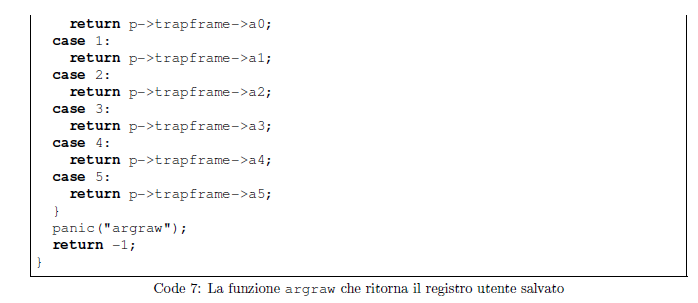 return p->trapframe->a0;
case 1:
return p->trapframe->a1;
case 2:
return p->trapframe->a2;
case 3:
return p->trapframe->a3;
case 4:
return p->trapframe->a4;
case 5:
return p->trapframe->a5;
}
panic("argraw");
return -1;
}
Code 7: La funzione argraw che ritorna il registro utente salvato